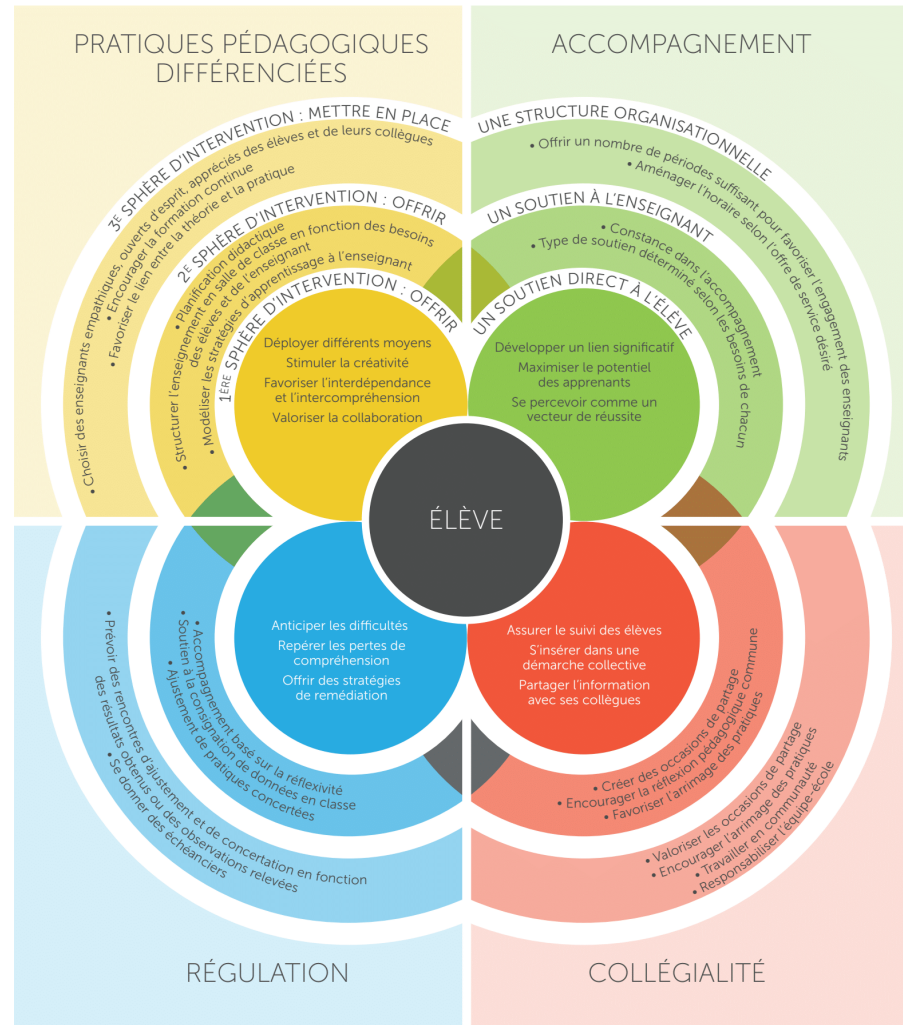 PRATIQUES PÉDAGOGIQUES
DIFFÉRENCIÉES
ACCOMPAGNEMENT
3E SPHÈRE D'INTERVENTION : METTRE EN PLACE
UNE STRUCTURE ORGANISATIONNELLE
• Choisir des enseignants empathiques, ouverts d'esprit, appréciés des élèves et de leurs collègues
• Encourager la formation continue
• Favoriser le lien entre la théorie et la pratique
• Offrir un nombre de périodes suffisant pour favoriser l'engagement des enseignants
• Aménager l'horaire selon l'offre de service désiré
2E SPHÈRE D'INTERVENTION : OFFRIR
UN SOUTIEN À L'ENSEIGNANT
• Planification didactique
• Structurer l'enseignement en salle de classe en fonction des besoins
des élèves et de l'enseignant
• Modéliser les stratégies d'apprentissage à l'enseignant
• Constance dans l'accompagnement
• Type de soutien déterminé selon les besoins de chacun
1ÈRE SPHÈRE D'INTERVENTION : OFFRIR
UN SOUTIEN DIRECT À L'ÉLÈVE
Déployer différents moyens
Stimuler la créativité
Favoriser l'interdépendance
et l'intercompréhension
Valoriser la collaboration
Développer un lien significatif
Maximiser le potentiel
des apprenants
Se percevoir comme un
vecteur de réussite
ÉLÈVE
Anticiper les difficultés
Repérer les pertes de
compréhension
Offrir des stratégies
de remédiation
Assurer le suivi des élèves
S'insérer dans une
démarche collective
Partager l'information
avec ses collègues
• Accompagnement basé sur la réflexivité
• Soutien à la consignation de données en classe
• Ajustement de pratiques concertées
• Créer des occasions de partage
• Encourager la réflexion pédagogique commune
• Favoriser l'arrimage des pratiques
• Prévoir des rencontres d'ajustement et de concertation en fonction
des résultats obtenus ou des observations relevées
• Se donner des échéanciers
• Valoriser les occasions de partage
• Encourager l'arrimage des pratiques
• Travailler en communauté
• Responsabiliser l'équipe-école
RÉGULATION
COLLÉGIALITÉ